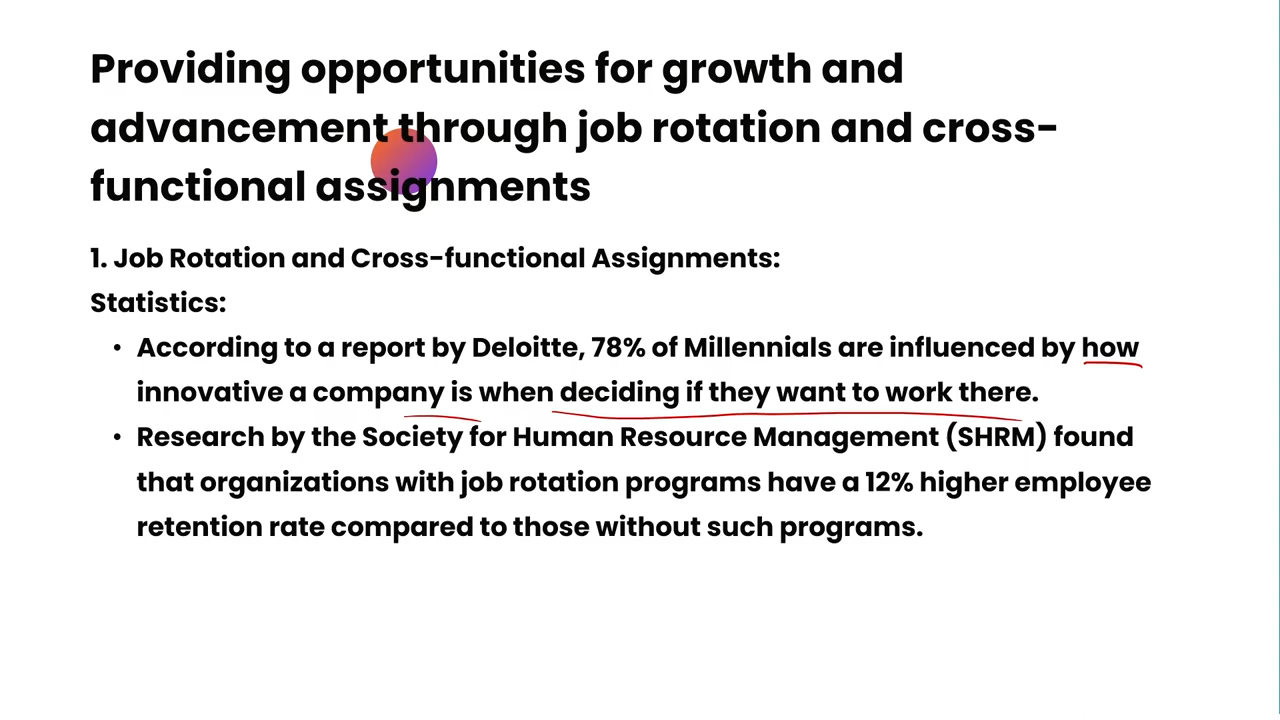 Providing opportunities for growth and
advancement through job rotation and cross-
functional assignments
1. Job Rotation and Cross-functional Assignments:
Statistics:
• According to a report by Deloitte, 78% of Millennials are influenced by how
innovative a company is when deciding if they want to work there.
• Research by the Society for Human Resource Management (SHRM) found
that organizations with job rotation programs have a 12% higher employee
retention rate compared to those without such programs.